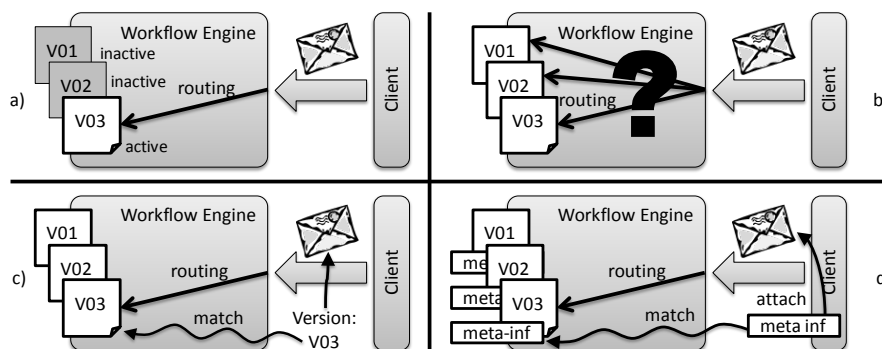 Workflow Engine
V01
inactive
V02
inactive
routing
V03
active
Client
a)
Workflow Engine
V01
V02
routing
V03
?
Client
b
Workflow Engine
V01
V02
routing
V03
match
Version:
V03
Client
c)
Workflow Engine
V01
me
V02
routing
meta
V03
attach
match
meta-inf
meta inf
Client